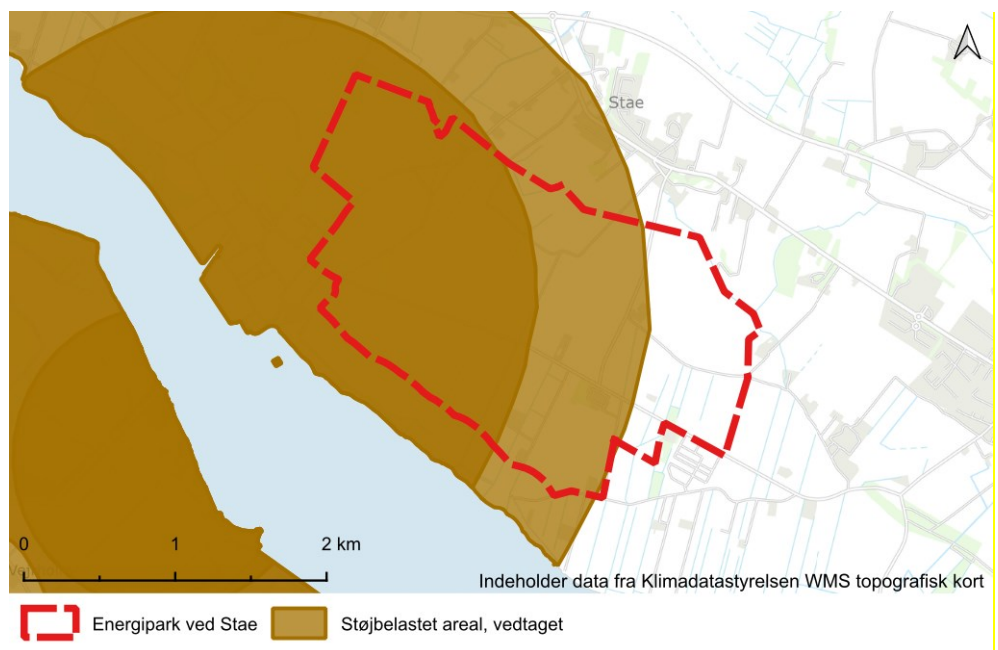 Stae
0 1 2 km
Indeholder data fra Klimadatastyrelsen WMS topografisk kort
Energipark ved Stae
Støjbelastet areal, vedtaget